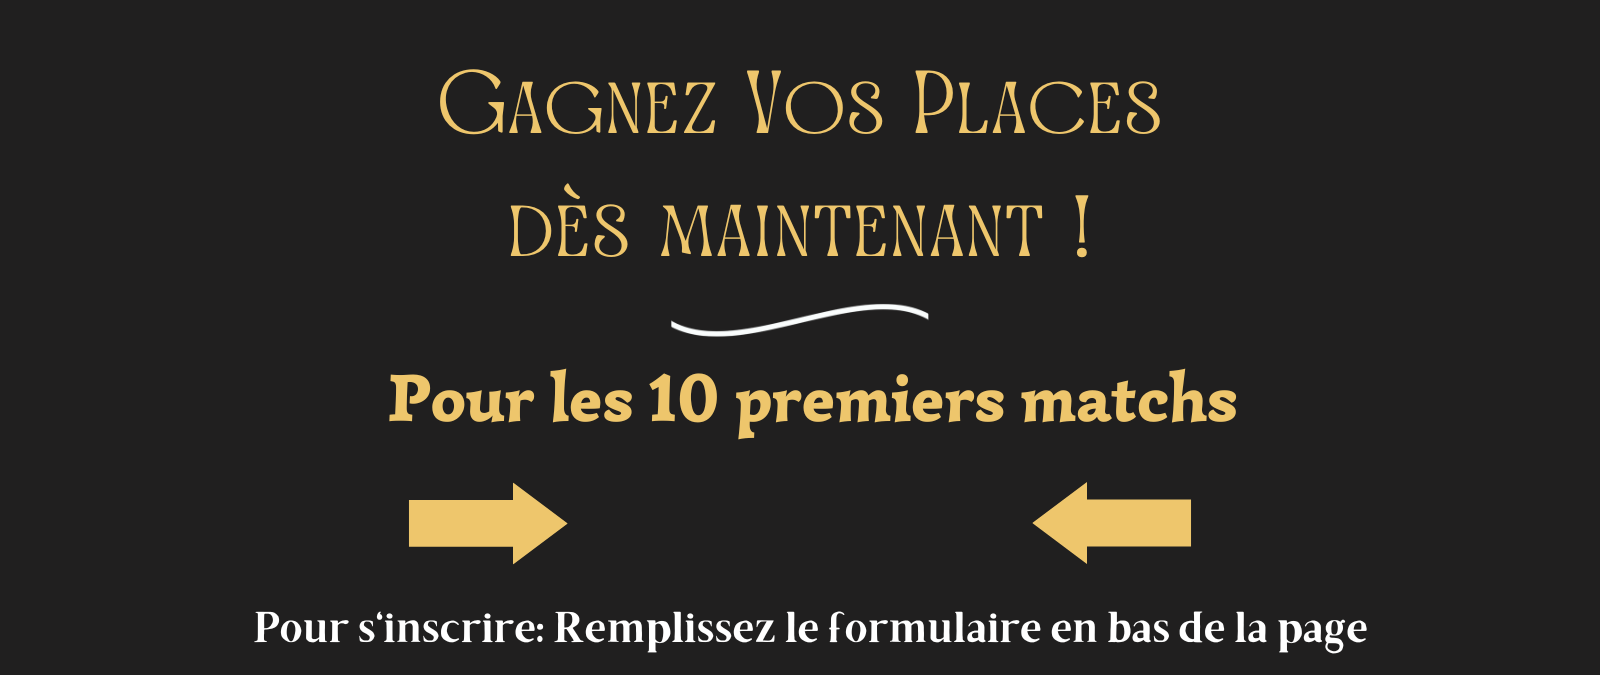 Gagnez Vos Places
dès maintenant !
Pour les 10 premiers matchs
Pour s'inscrire: Remplissez le formulaire en bas de la page